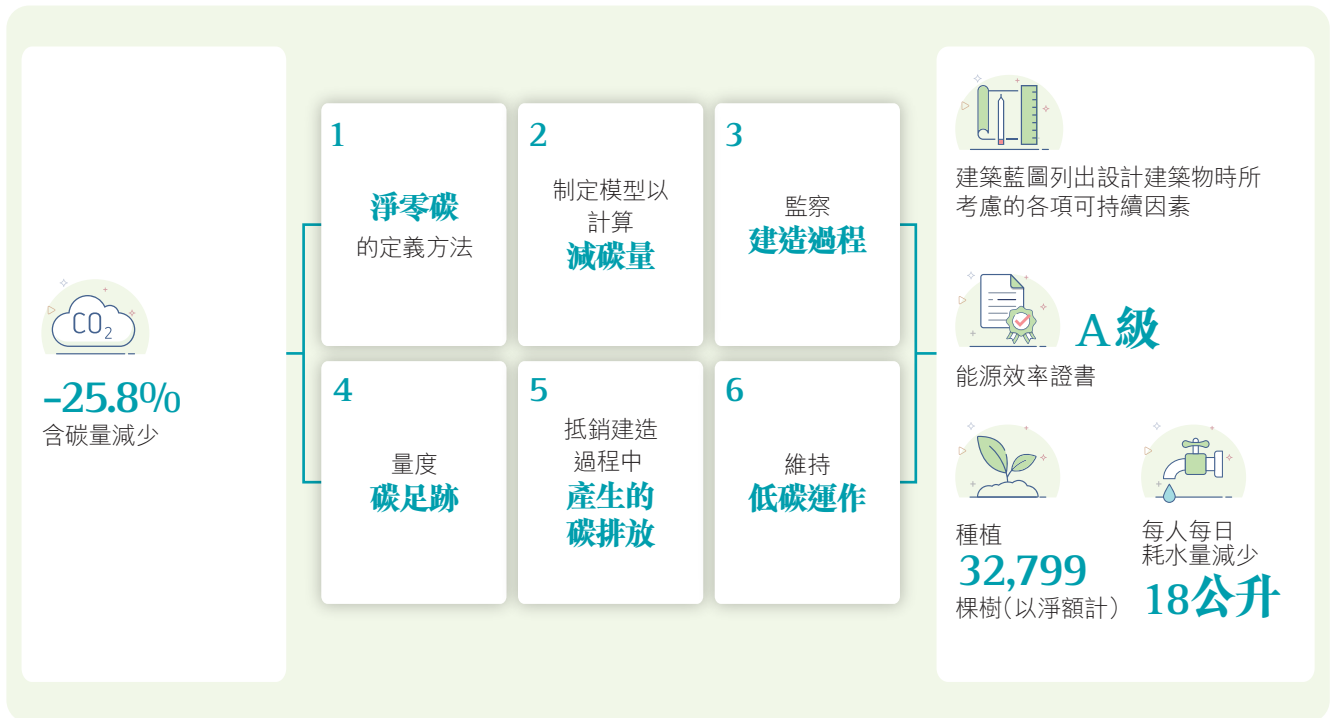 CO2
-25.8%
含碳量減少
1
淨零碳
的定義方法
2
制定模型以
計算
減碳量
3
監察
建造過程
4
量度
碳足跡
5
抵銷建造
過程中
產生的
碳排放
6
維持
低碳運作
建築藍圖列出設計建築物時所
考慮的各項可持續因素
A級
能源效率證書
種植
32,799
棵樹(以淨額計)
每人每日
耗水量減少
18公升